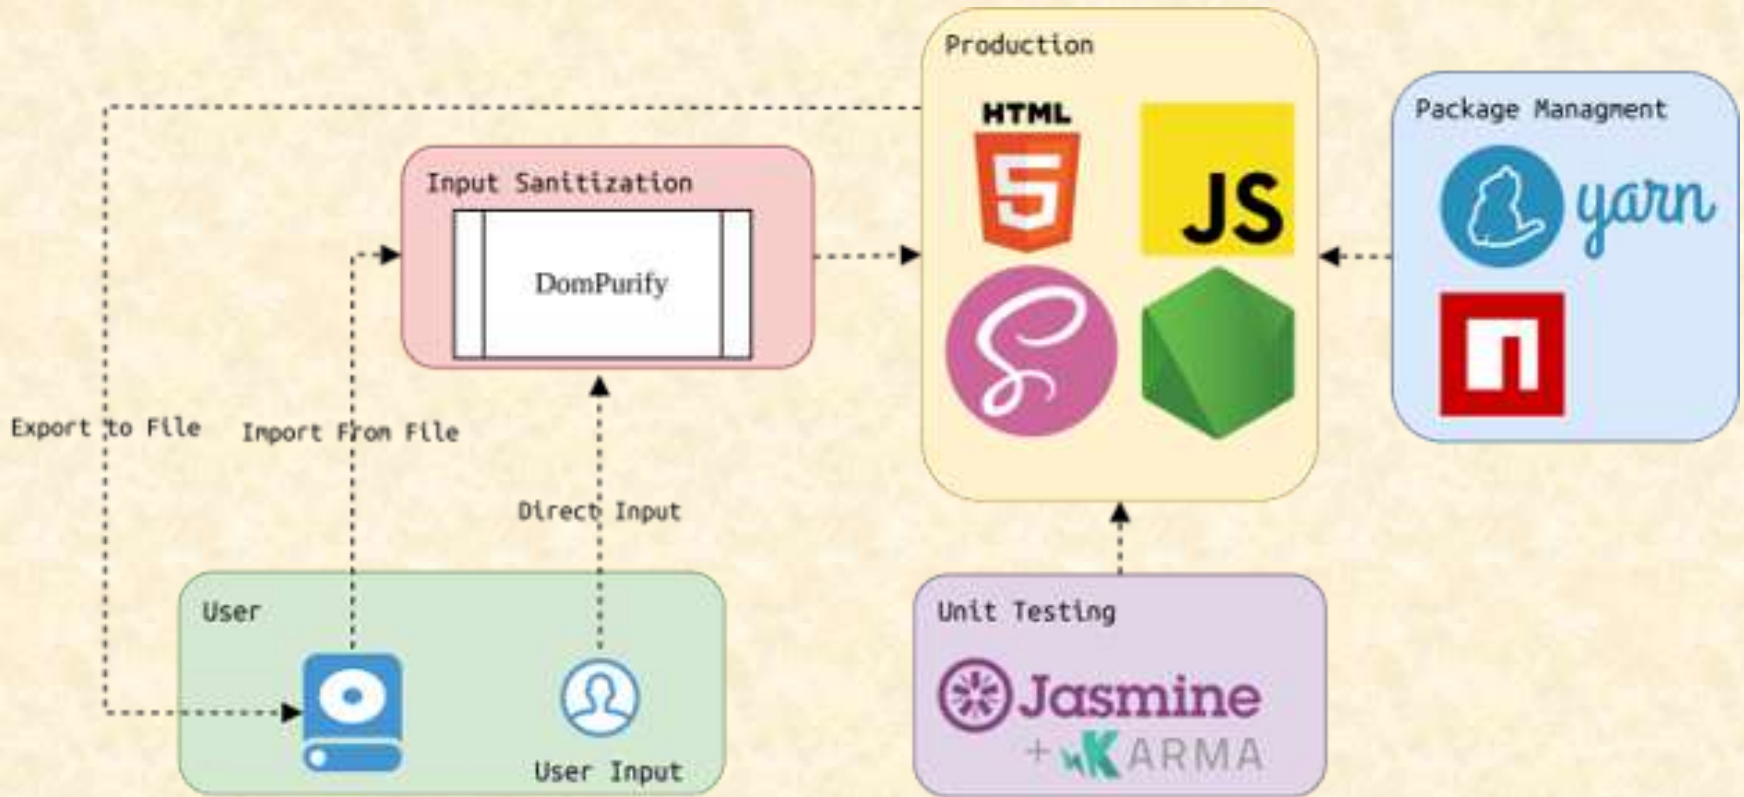 Production
Package Managment
HTML
5
JS
yarn
n
Input Sanitization
DomPurify
Export to File
Import From File
Direct Input
User
User Input
Unit Testing
Jasmine
+ KARMA